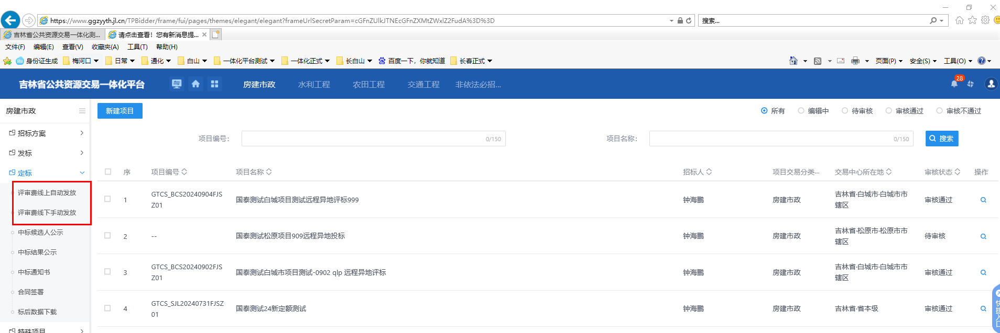 https://www.ggzyyth.jl.cn/TPBidder/frame/fui/pages/themes/elegant/elegant?frameUrlSecretParam=cGFnZUlkJTNEcGFnZXMtZWxlZ2FudA%3D%3D
搜索...
吉林省公共资源交易一体化测...
请点击查看！您有新消息提...
文件(F) 编辑(E) 查看(V) 收藏夹(A) 工具(T) 帮助(H)
身份证生成 梅河口 日常 通化 白山 一体化平台测试 一体化正式 长白山 百度一下，你就知道 长春正式 页面(P) 安全(S) 工具(O)
吉林省公共资源交易一体化平台 房建市政 水利工程 农田工程 交通工程 非依法必招... 28
房建市政
新建项目
所有 编辑中 待审核 审核通过 审核不通过
招标方案
发标
定标
评审费线上自动发放
评审费线下手动发放
中标候选人公示
中标结果公示
中标通知书
合同签署
标后数据下载
特殊项目
项目编号： 0/150 项目名称： 0/150 搜索
序 项目编号 项目名称 招标人 项目交易分类... 交易中心所在地 审核状态 操作
1 GTCS_BCS20240904FJS
Z01 国泰测试白城项目测试远程异地评标999 钟海鹏 房建市政 吉林省·白城市·白城市市
辖区 审核通过
2 -- 国泰测试松原项目909远程异地投标 钟海鹏 房建市政 吉林省·松原市·松原市市
辖区 待审核
3 GTCS_BCS20240902FJS
Z01 国泰测试白城市项目测试-0902 qlp 远程异地评标 钟海鹏 房建市政 吉林省·白城市·白城市市
辖区 审核通过
4 GTCS_SJL20240731FJSZ
01 国泰测试24新定额测试 钟海鹏 房建市政 吉林省·省本级 审核通过
快捷入口